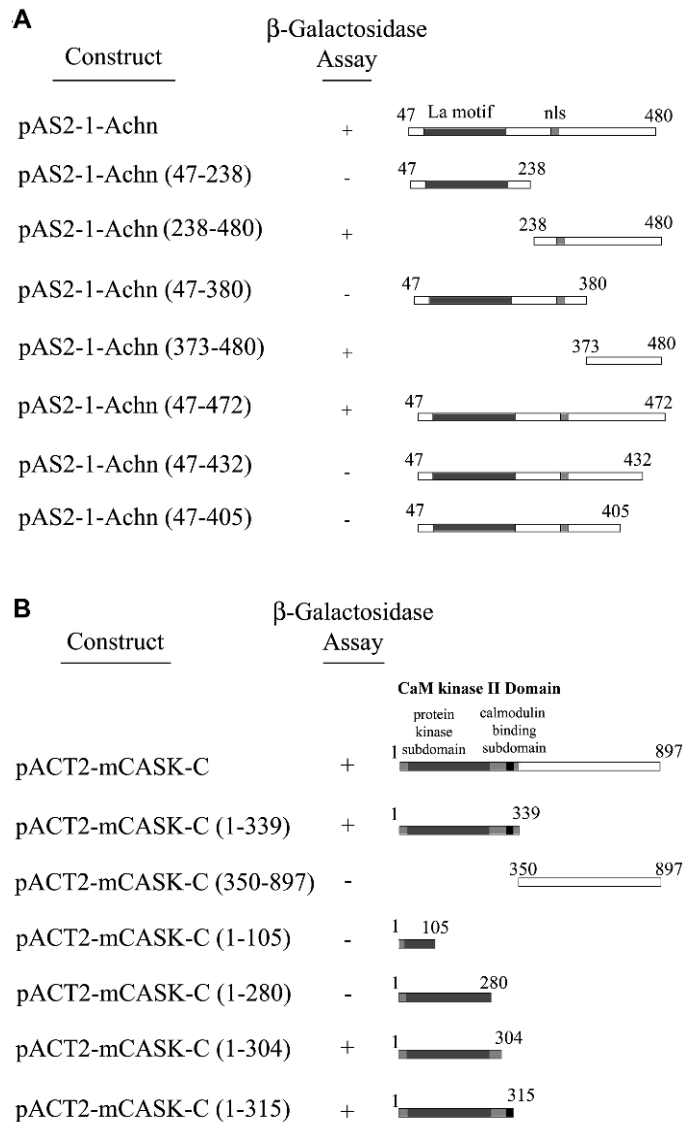 A
β-Galactosidase
Construct Assay
pAS2-1-Achn + 47 La motif nls 480
pAS2-1-Achn (47-238) - 47 238
pAS2-1-Achn (238-480) + 238 480
pAS2-1-Achn (47-380) - 47 380
pAS2-1-Achn (373-480) + 373 480
pAS2-1-Achn (47-472) + 47 472
pAS2-1-Achn (47-432) - 47 432
pAS2-1-Achn (47-405) - 47 405
B
β-Galactosidase
Construct Assay
CaM kinase II Domain
protein calmodulin
kinase binding
subdomain subdomain
pACT2-mCASK-C + 1 897
pACT2-mCASK-C (1-339) + 1 339
pACT2-mCASK-C (350-897) - 350 897
pACT2-mCASK-C (1-105) - 1 105
pACT2-mCASK-C (1-280) - 1 280
pACT2-mCASK-C (1-304) + 1 304
pACT2-mCASK-C (1-315) + 1 315